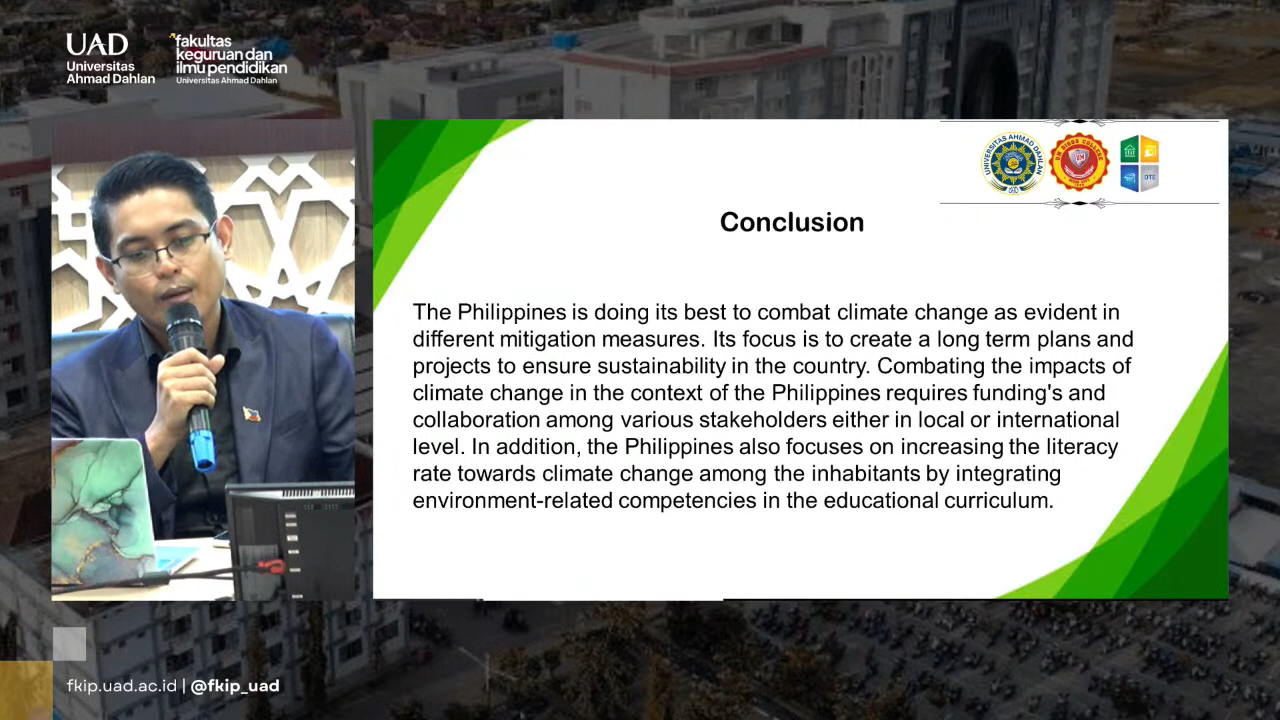 UAD
Universitas
Ahmad Dahlan
fakultas
keguruan dan
ilmu pendidikan
Universitas Ahmad Dahlan
UNIVERSITAS AHMAD DAHLAN
DTE
Conclusion
The Philippines is doing its best to combat climate change as evident in
different mitigation measures. Its focus is to create a long term plans and
projects to ensure sustainability in the country. Combating the impacts of
climate change in the context of the Philippines requires funding's and
collaboration among various stakeholders either in local or international
level. In addition, the Philippines also focuses on increasing the literacy
rate towards climate change among the inhabitants by integrating
environment-related competencies in the educational curriculum.
fkip.uad.ac.id | @fkip_uad